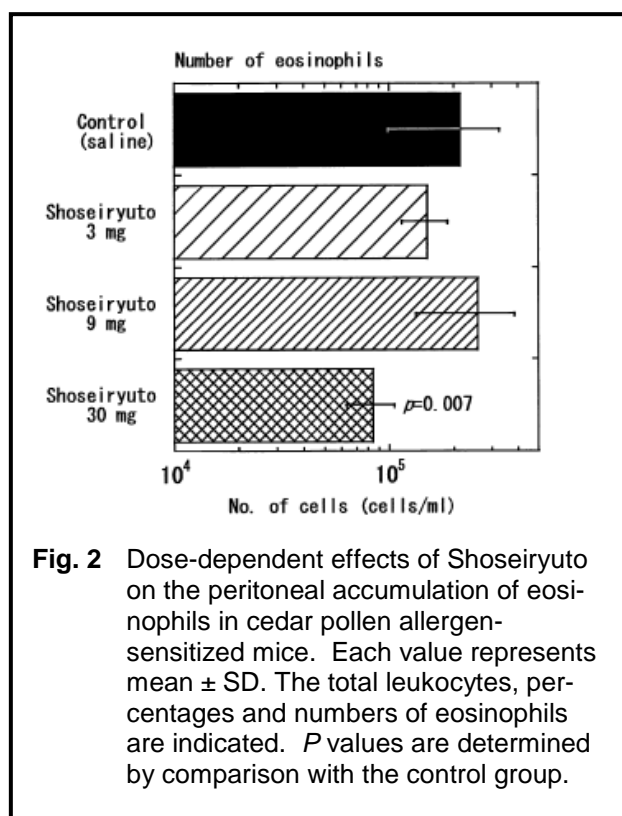 Number of eosinophils
Control
(saline)
Shoseiryuto
3 mg
Shoseiryuto
9 mg
Shoseiryuto
30 mg
p=0.007
10⁴
10⁵
No. of cells (cells/ml)
Fig. 2 Dose-dependent effects of Shoseiryuto
on the peritoneal accumulation of eosi-
nophils in cedar pollen allergen-
sensitized mice. Each value represents
mean ± SD. The total leukocytes, per-
centages and numbers of eosinophils
are indicated. P values are determined
by comparison with the control group.